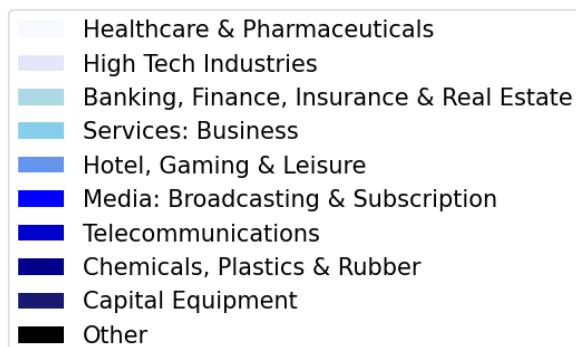 Healthcare & Pharmaceuticals
High Tech Industries
Banking, Finance, Insurance & Real Estate
Services: Business
Hotel, Gaming & Leisure
Media: Broadcasting & Subscription
Telecommunications
Chemicals, Plastics & Rubber
Capital Equipment
Other